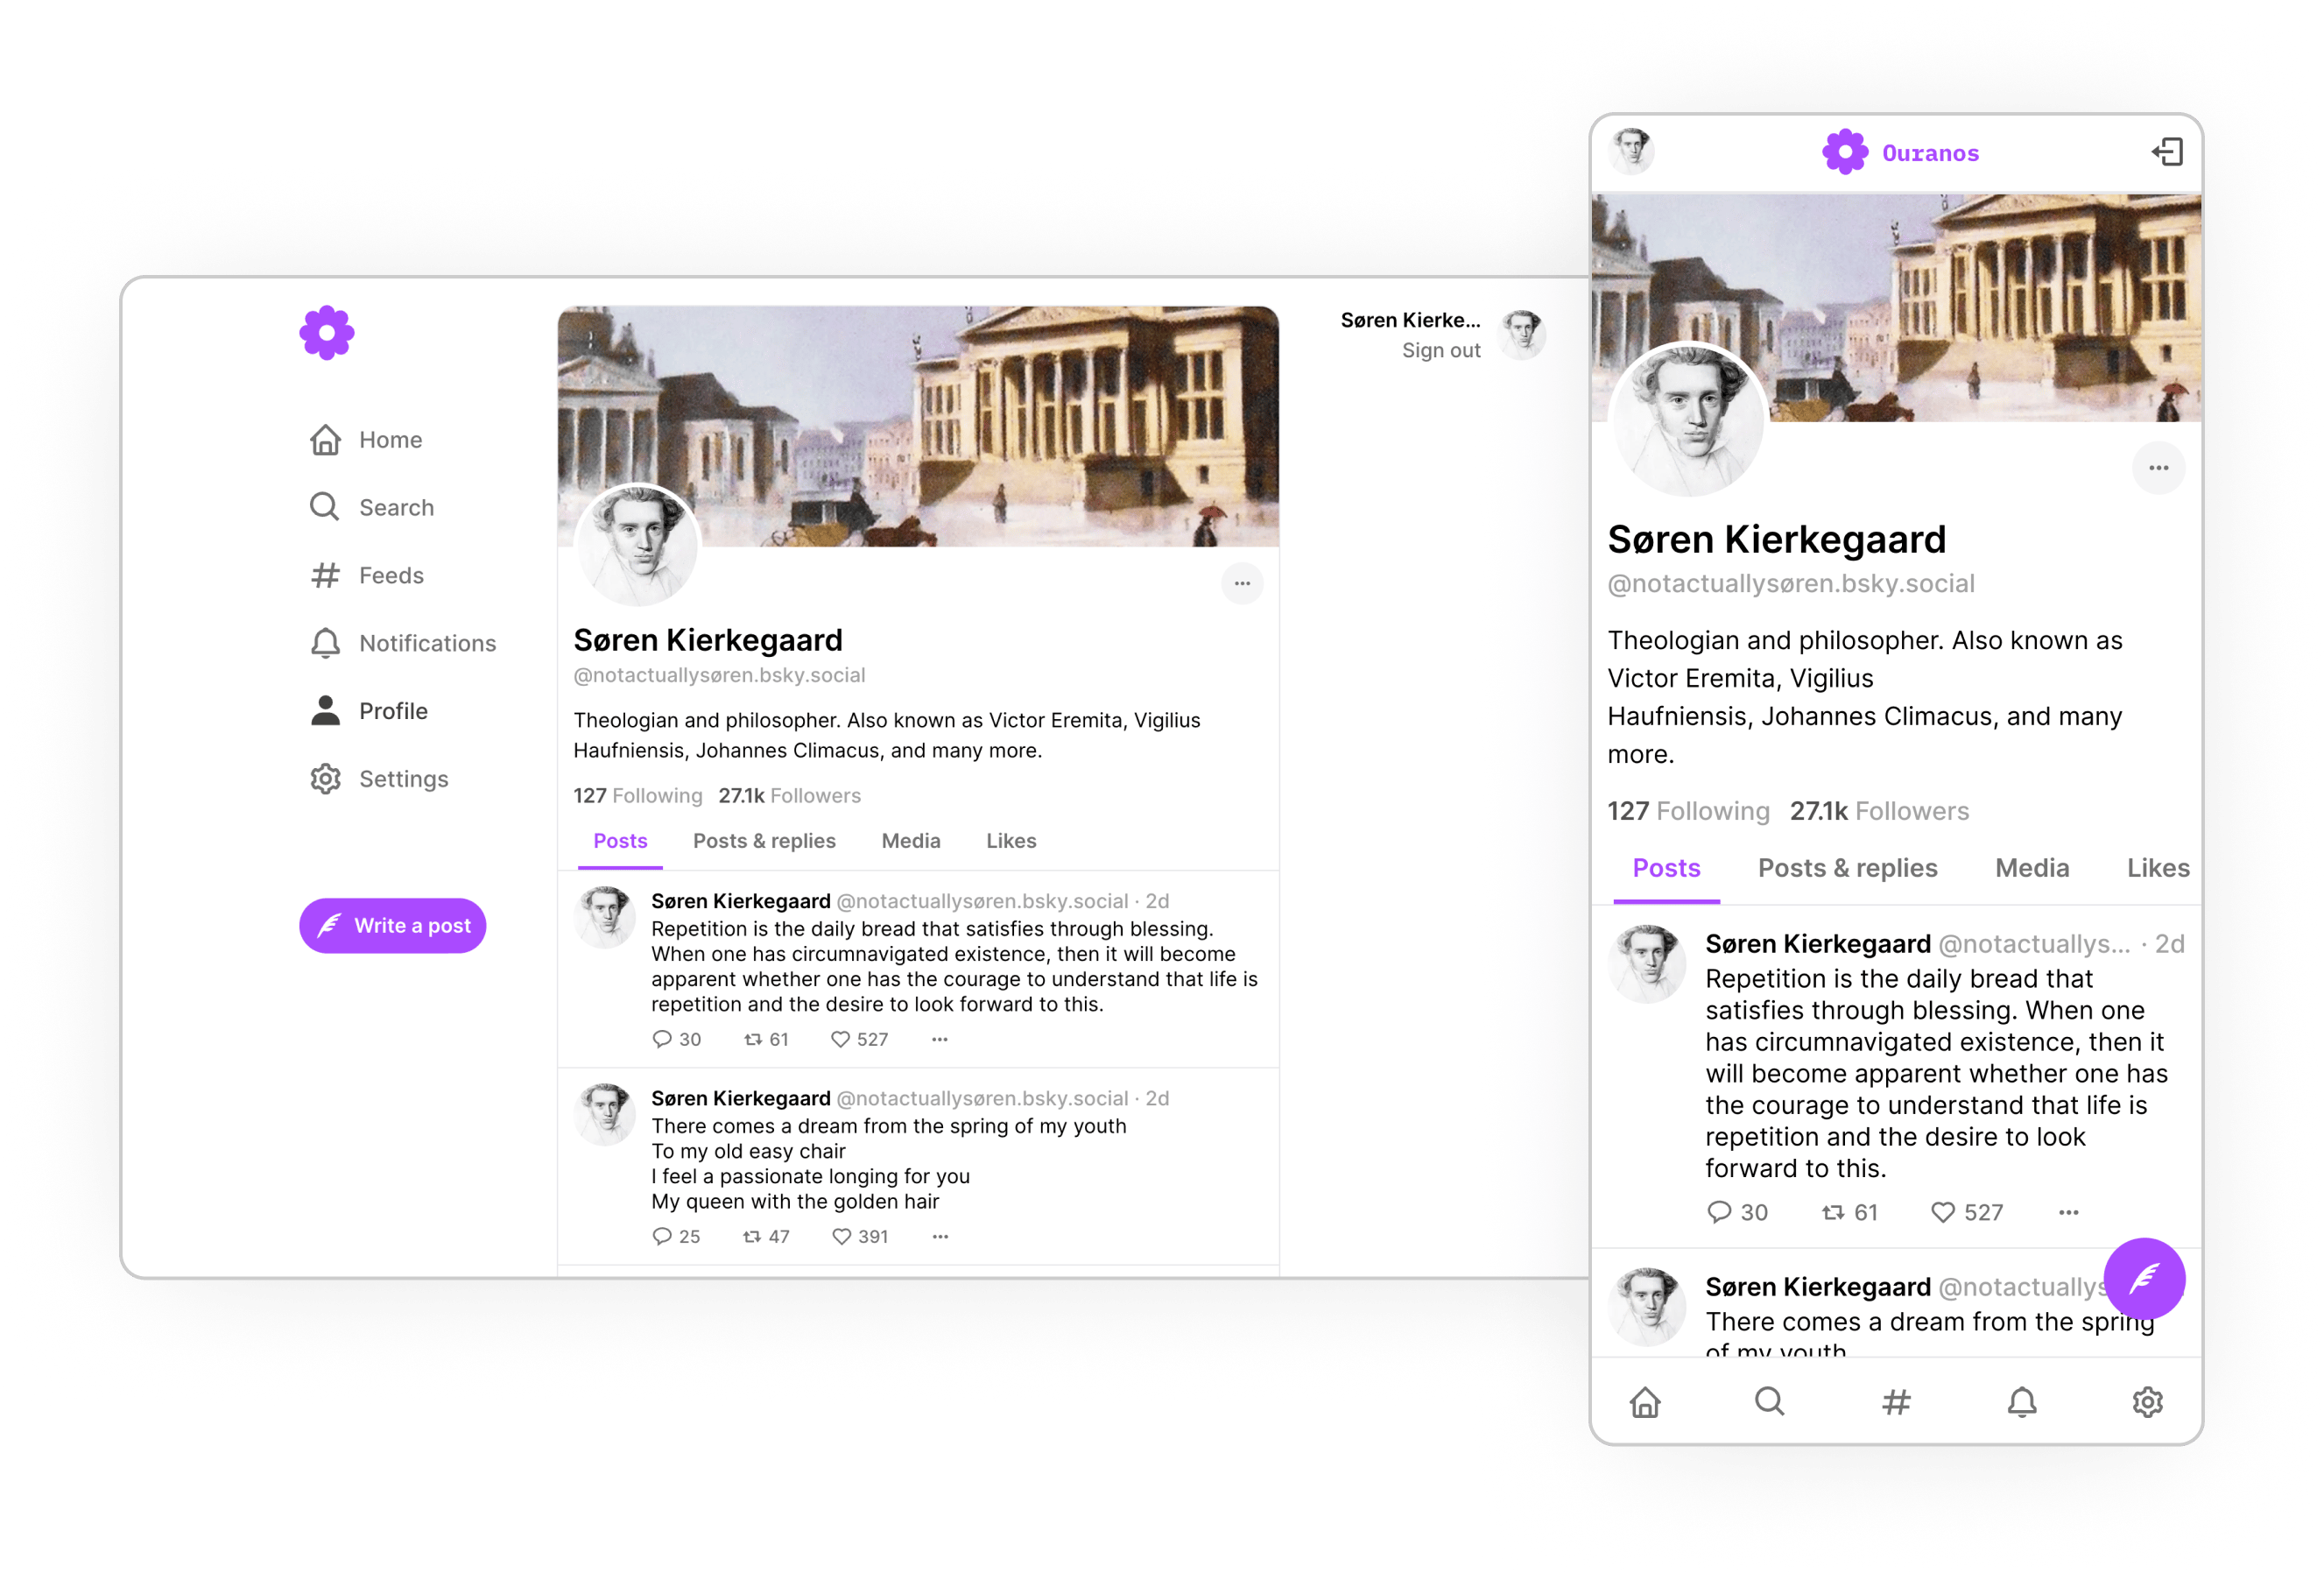 Home
Search
Feeds
Notifications
Profile
Settings
Write a post
Søren Kierkegaard
@notactuallysøren.bsky.social
Theologian and philosopher. Also known as Victor Eremita, Vigilius
Haufniensis, Johannes Climacus, and many more.
127 Following 27.1k Followers
Posts Posts & replies Media Likes
Søren Kierkegaard @notactuallysøren.bsky.social · 2d
Repetition is the daily bread that satisfies through blessing.
When one has circumnavigated existence, then it will become
apparent whether one has the courage to understand that life is
repetition and the desire to look forward to this.
30 61 527 ...
Søren Kierkegaard @notactuallysøren.bsky.social · 2d
There comes a dream from the spring of my youth
To my old easy chair
I feel a passionate longing for you
My queen with the golden hair
25 47 391 ...
Søren Kierke...
Sign out
Ouranos
Søren Kierkegaard
@notactuallysøren.bsky.social
Theologian and philosopher. Also known as
Victor Eremita, Vigilius
Haufniensis, Johannes Climacus, and many
more.
127 Following 27.1k Followers
Posts Posts & replies Media Likes
Søren Kierkegaard @notactuallys... · 2d
Repetition is the daily bread that
satisfies through blessing. When one
has circumnavigated existence, then it
will become apparent whether one has
the courage to understand that life is
repetition and the desire to look
forward to this.
30 61 527 ...
Søren Kierkegaard @notactuallys
There comes a dream from the spring
of my youth